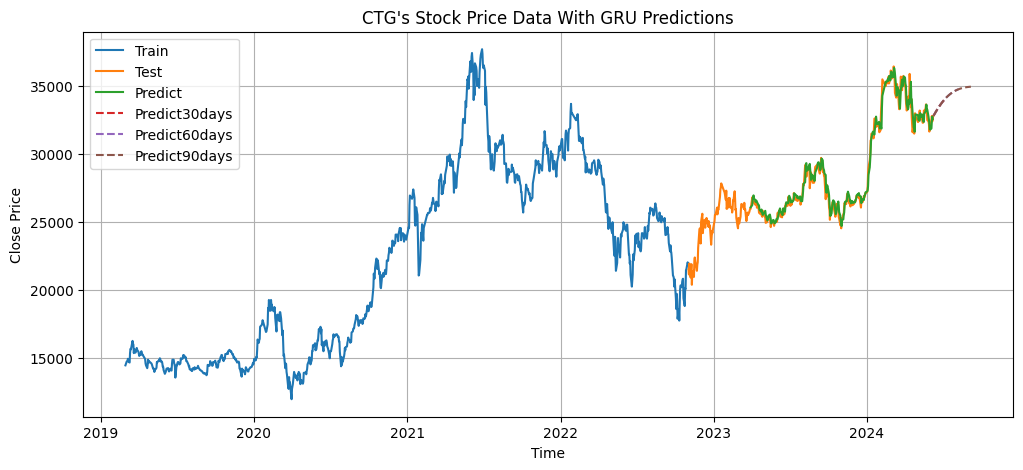 CTG's Stock Price Data With GRU Predictions
Train
Test
Predict
Predict30days
Predict60days
Predict90days
Close Price
35000
30000
25000
20000
15000
2019 2020 2021 2022 2023 2024
Time